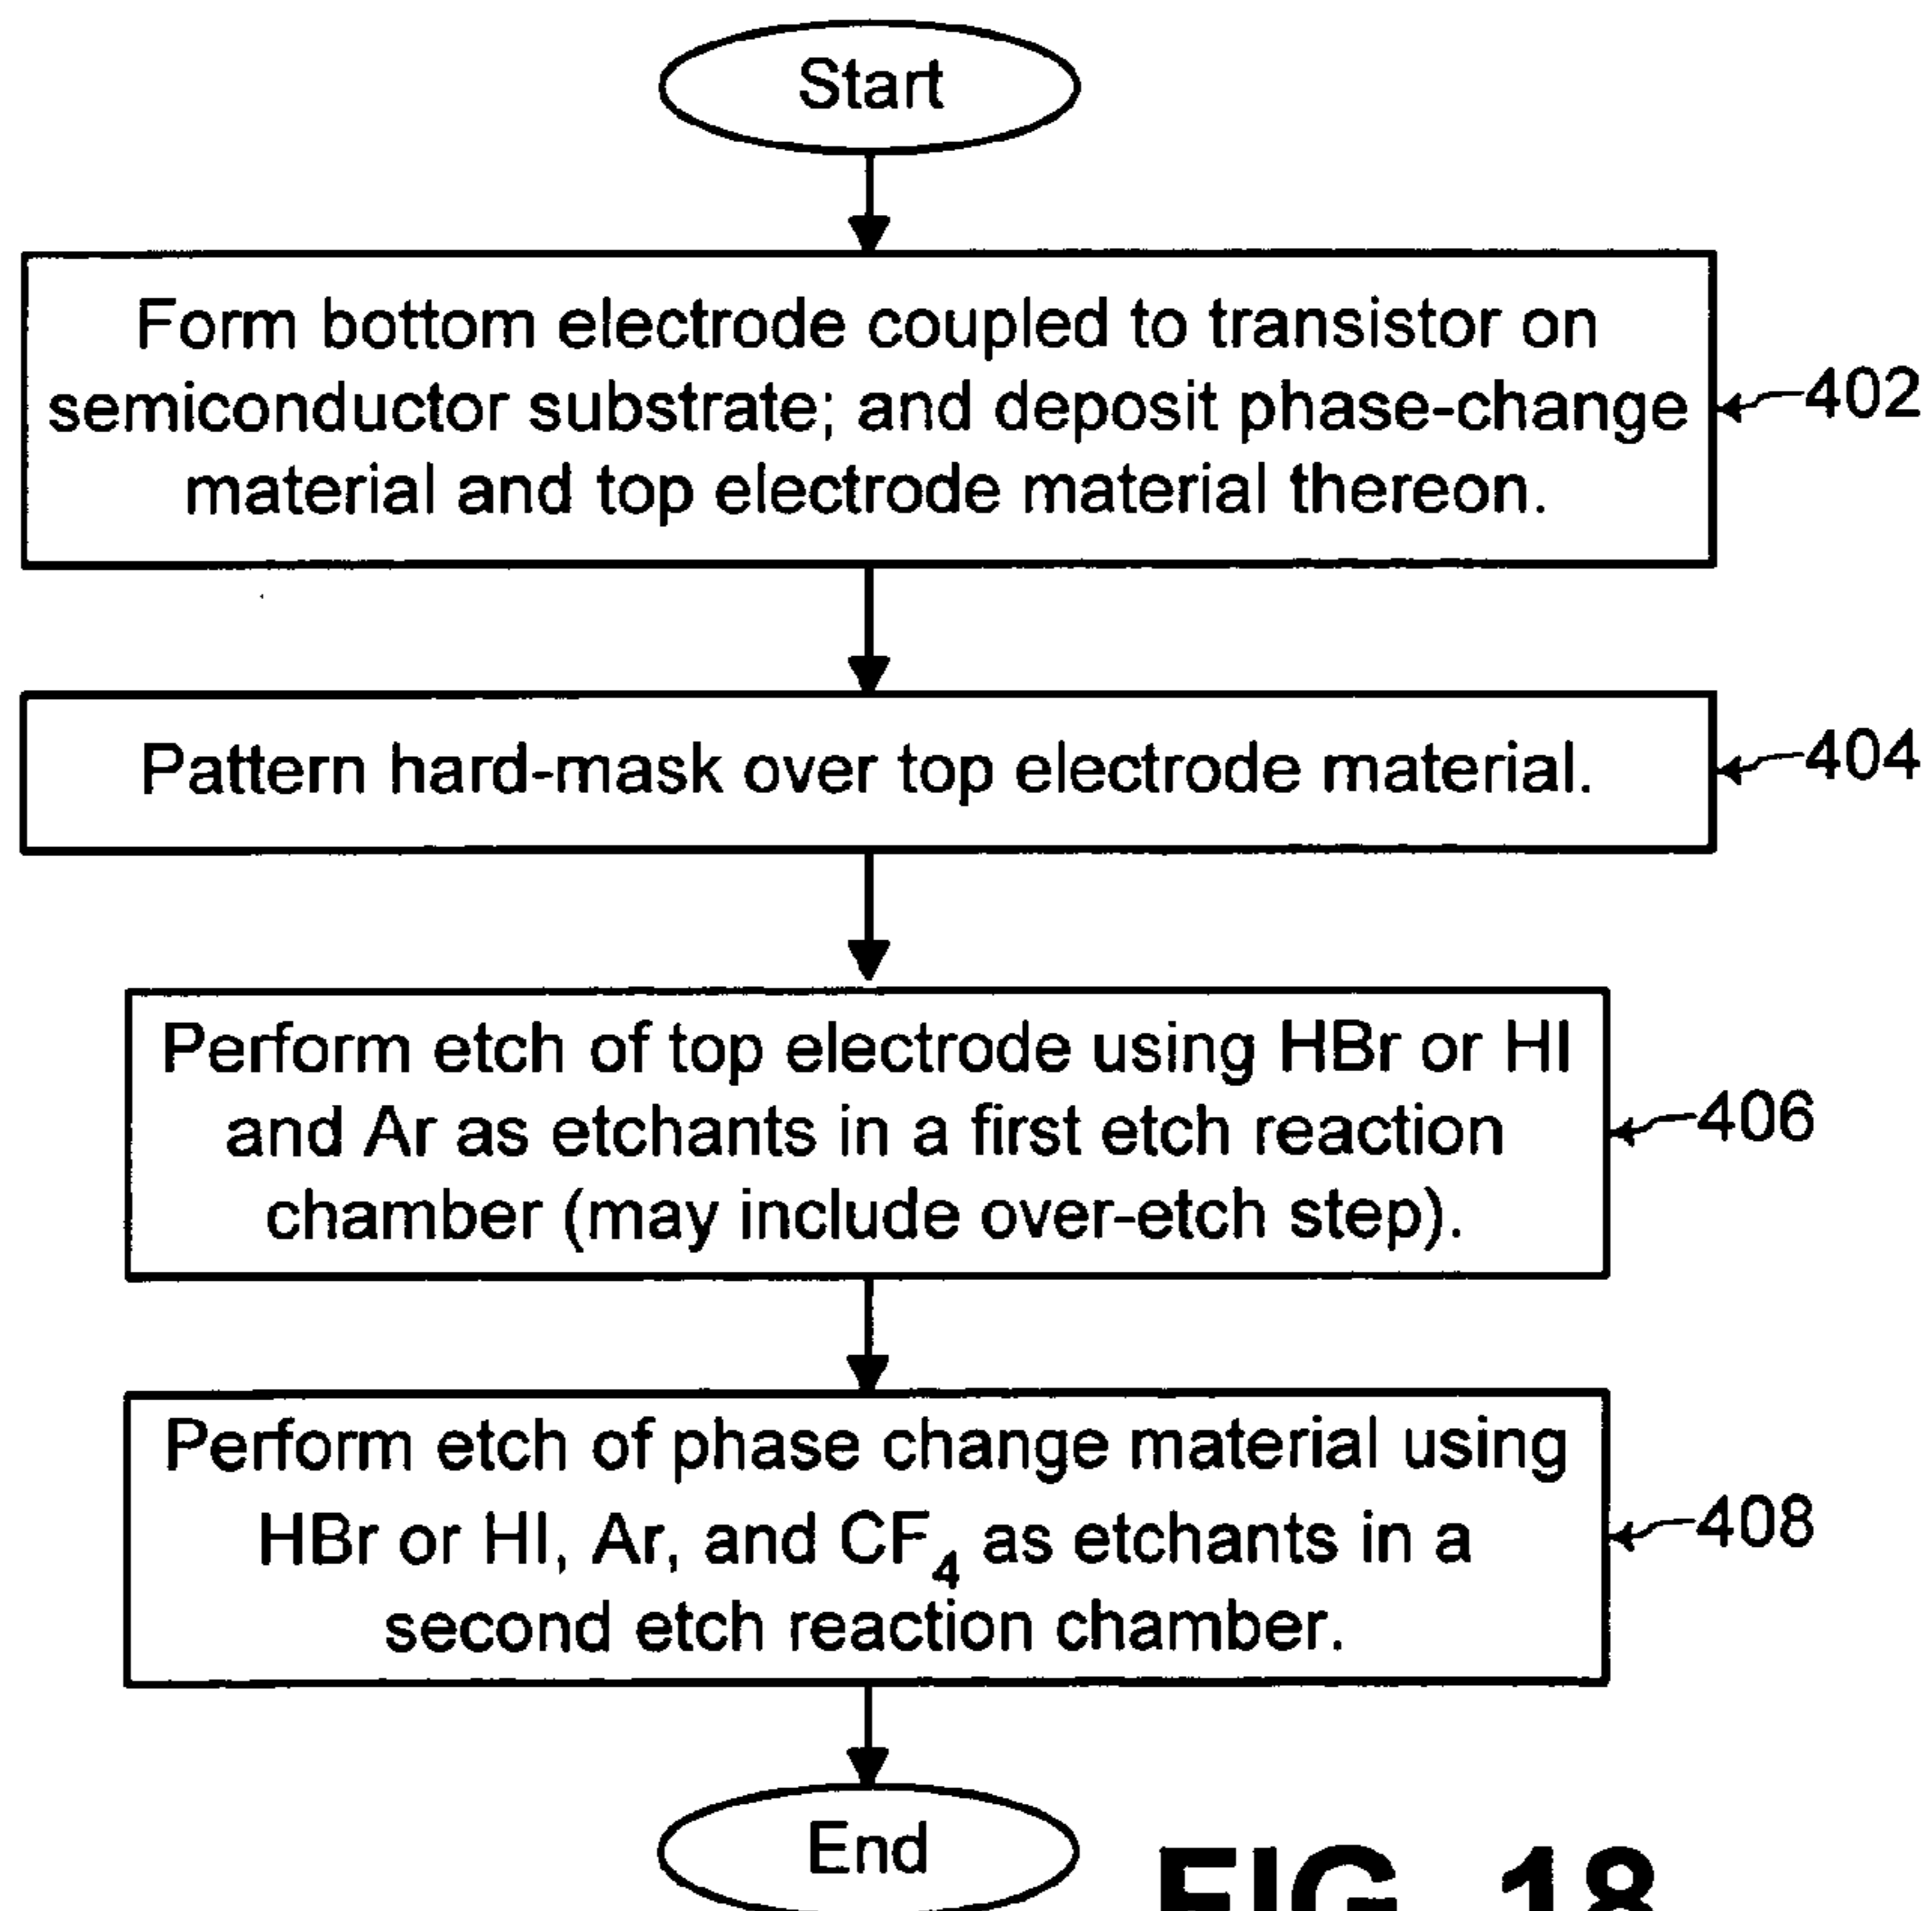 Start
Form bottom electrode coupled to transistor on
semiconductor substrate; and deposit phase-change
material and top electrode material thereon.
402
Pattern hard-mask over top electrode material.
404
Perform etch of top electrode using HBr or HI
and Ar as etchants in a first etch reaction
chamber (may include over-etch step).
406
Perform etch of phase change material using
HBr or HI, Ar, and CF₄ as etchants in a
second etch reaction chamber.
408
End
FIG. 18